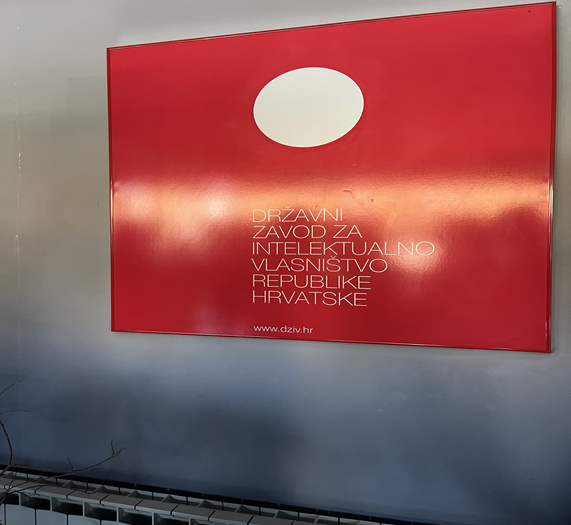 DRŽAVNI
ZAVOD ZA
INTELEKTUALNO
VLASNIŠTVO
REPUBLIKE
HRVATSKE
www.dziv.hr